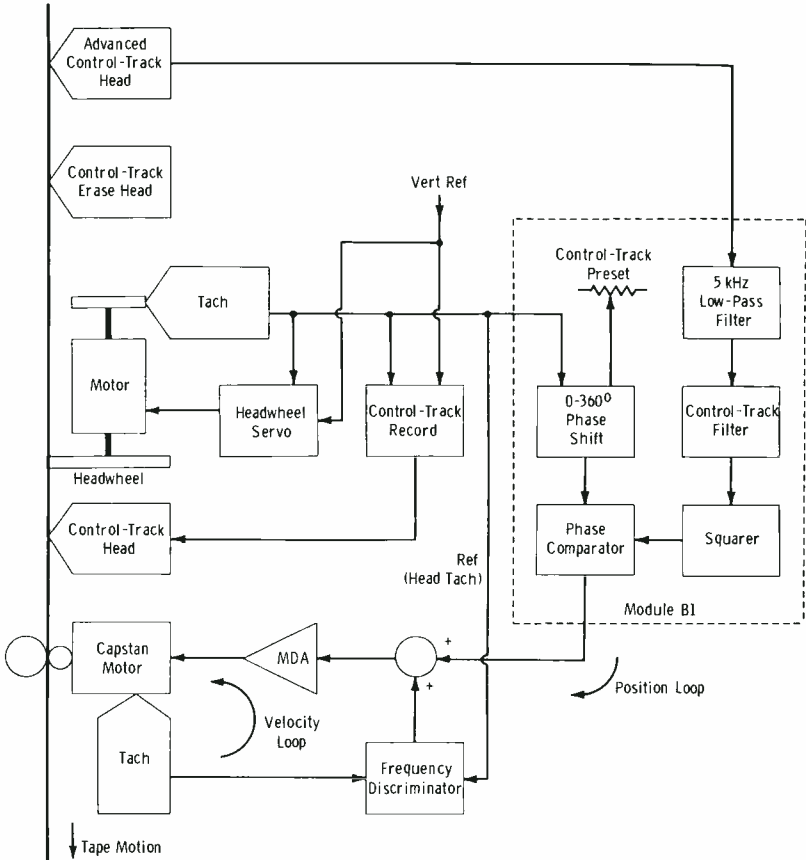 Advanced
Control-Track
Head
Control-Track
Erase Head
Vert Ref
Tach
Control-Track
Preset
5 kHz
Low-Pass
Filter
Motor
Headwheel
Servo
Control-Track
Record
0-360°
Phase
Shift
Control-Track
Filter
Headwheel
Control-Track
Head
Ref
(Head Tach)
Phase
Comparator
Squarer
Module B1
Capstan
Motor
MDA
+
+
Position Loop
Velocity
Loop
Tach
Frequency
Discriminator
Tape Motion